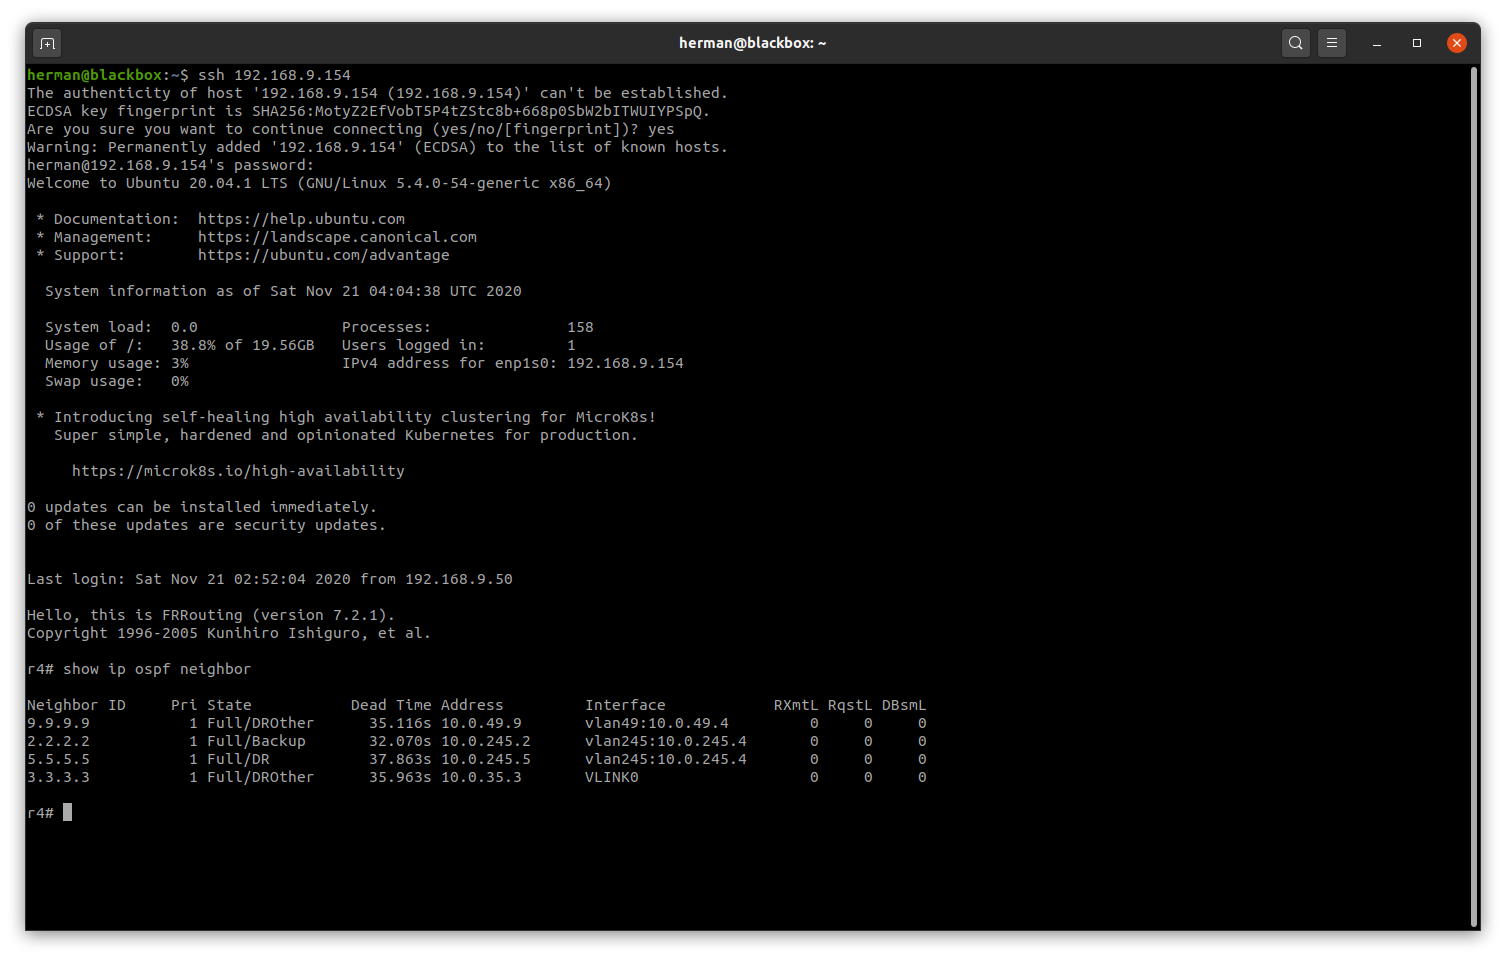 herman@blackbox: ~
herman@blackbox:~$ ssh 192.168.9.154
The authenticity of host '192.168.9.154 (192.168.9.154)' can't be established.
ECDSA key fingerprint is SHA256:MotyZ2EfVobT5P4tZStc8b+668p0SbW2bITWUIYPSpQ.
Are you sure you want to continue connecting (yes/no/[fingerprint])? yes
Warning: Permanently added '192.168.9.154' (ECDSA) to the list of known hosts.
herman@192.168.9.154's password:
Welcome to Ubuntu 20.04.1 LTS (GNU/Linux 5.4.0-54-generic x86_64)

 * Documentation:  https://help.ubuntu.com
 * Management:     https://landscape.canonical.com
 * Support:        https://ubuntu.com/advantage

  System information as of Sat Nov 21 04:04:38 UTC 2020

  System load:  0.0                Processes:               158
  Usage of /:   38.8% of 19.56GB   Users logged in:         1
  Memory usage: 3%                 IPv4 address for enp1s0: 192.168.9.154
  Swap usage:   0%

 * Introducing self-healing high availability clustering for MicroK8s!
   Super simple, hardened and opinionated Kubernetes for production.

     https://microk8s.io/high-availability

0 updates can be installed immediately.
0 of these updates are security updates.

Last login: Sat Nov 21 02:52:04 2020 from 192.168.9.50

Hello, this is FRRouting (version 7.2.1).
Copyright 1996-2005 Kunihiro Ishiguro, et al.

r4# show ip ospf neighbor

Neighbor ID     Pri State           Dead Time Address         Interface            RXmtL RqstL DBsmL
9.9.9.9           1 Full/DROther      35.116s 10.0.49.9       vlan49:10.0.49.4         0     0     0
2.2.2.2           1 Full/Backup       32.070s 10.0.245.2      vlan245:10.0.245.4       0     0     0
5.5.5.5           1 Full/DR           37.863s 10.0.245.5      vlan245:10.0.245.4       0     0     0
3.3.3.3           1 Full/DROther      35.963s 10.0.35.3       VLINK0                   0     0     0

r4#